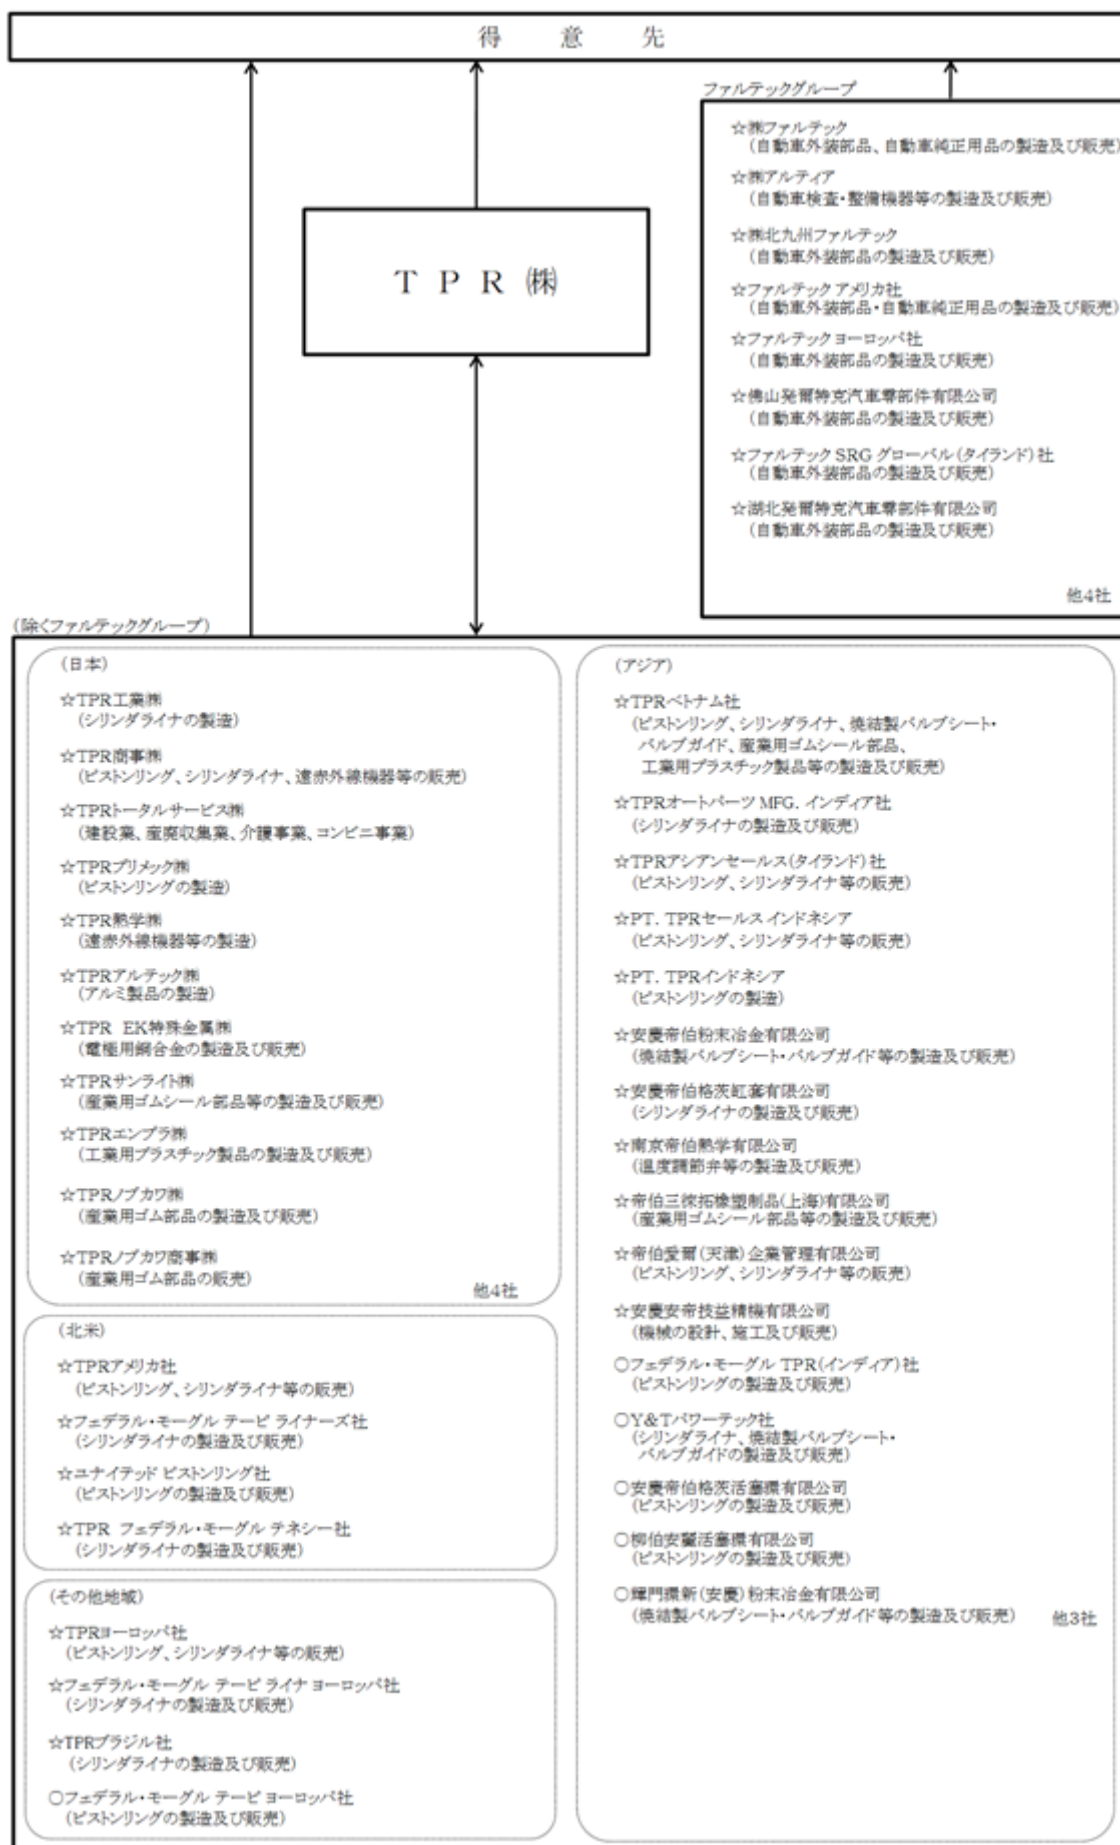 得意先
ファルテックグループ
☆㈱ファルテック
(自動車外装部品、自動車純正用品の製造及び販売)
☆㈱アルティア
(自動車検査・整備機器等の製造及び販売)
☆㈱北九州ファルテック
(自動車外装部品の製造及び販売)
☆ファルテック アメリカ社
(自動車外装部品・自動車純正用品の製造及び販売)
☆ファルテックヨーロッパ社
(自動車外装部品の製造及び販売)
☆佛山発爾特克汽車零部件有限公司
(自動車外装部品の製造及び販売)
☆ファルテック SRG グローバル(タイランド)社
(自動車外装部品の製造及び販売)
☆湖北発爾特克汽車零部件有限公司
(自動車外装部品の製造及び販売)
他4社
TPR㈱
(除くファルテックグループ)
(日本)
☆TPR工業㈱
(シリンダライナの製造)
☆TPR商事㈱
(ピストンリング、シリンダライナ、遠赤外線機器等の販売)
☆TPRトータルサービス㈱
(建設業、産廃収集業、介護事業、コンビニ事業)
☆TPRプリメック㈱
(ピストンリングの製造)
☆TPR熱学㈱
(遠赤外線機器等の製造)
☆TPRアルテック㈱
(アルミ製品の製造)
☆TPR EK特殊金属㈱
(電極用銅合金の製造及び販売)
☆TPRサンライト㈱
(産業用ゴムシール部品等の製造及び販売)
☆TPRエンプラ㈱
(工業用プラスチック製品の製造及び販売)
☆TPRノブカワ㈱
(産業用ゴム部品の製造及び販売)
☆TPRノブカワ商事㈱
(産業用ゴム部品の販売)
他4社
(北米)
☆TPRアメリカ社
(ピストンリング、シリンダライナ等の販売)
☆フェデラル・モーグル テーピ ライナーズ社
(シリンダライナの製造及び販売)
☆ユナイテッド ピストンリング社
(ピストンリングの製造及び販売)
☆TPR フェデラル・モーグル テネシー社
(シリンダライナの製造及び販売)
(その他地域)
☆TPRヨーロッパ社
(ピストンリング、シリンダライナ等の販売)
☆フェデラル・モーグル テーピ ライナ ヨーロッパ社
(シリンダライナの製造及び販売)
☆TPRブラジル社
(シリンダライナの製造及び販売)
○フェデラル・モーグル テーピ ヨーロッパ社
(ピストンリングの製造及び販売)
(アジア)
☆TPRベトナム社
(ピストンリング、シリンダライナ、焼結製バルブシート・
バルブガイド、産業用ゴムシール部品、
工業用プラスチック製品等の製造及び販売)
☆TPRオートパーツ MFG. インディア社
(シリンダライナの製造及び販売)
☆TPRアシアンセールス(タイランド)社
(ピストンリング、シリンダライナ等の販売)
☆PT. TPRセールス インドネシア
(ピストンリング、シリンダライナ等の販売)
☆PT. TPRインドネシア
(ピストンリングの製造)
☆安慶帝伯粉末冶金有限公司
(焼結製バルブシート・バルブガイド等の製造及び販売)
☆安慶帝伯格茨缸套有限公司
(シリンダライナの製造及び販売)
☆南京帝伯熱学有限公司
(温度調節弁等の製造及び販売)
☆帝伯三徠拓橡塑制品(上海)有限公司
(産業用ゴムシール部品等の製造及び販売)
☆帝伯愛爾(天津)企業管理有限公司
(ピストンリング、シリンダライナ等の販売)
☆安慶安帝技益精機有限公司
(機械の設計、施工及び販売)
○フェデラル・モーグル TPR(インディア)社
(ピストンリングの製造及び販売)
○Y&Tパワーテック社
(シリンダライナ、焼結製バルブシート・
バルブガイドの製造及び販売)
○安慶帝伯格茨活塞環有限公司
(ピストンリングの製造及び販売)
○柳伯安麗活塞環有限公司
(ピストンリングの製造及び販売)
○輝門環新(安慶)粉末冶金有限公司
(焼結製バルブシート・バルブガイド等の製造及び販売)
他3社